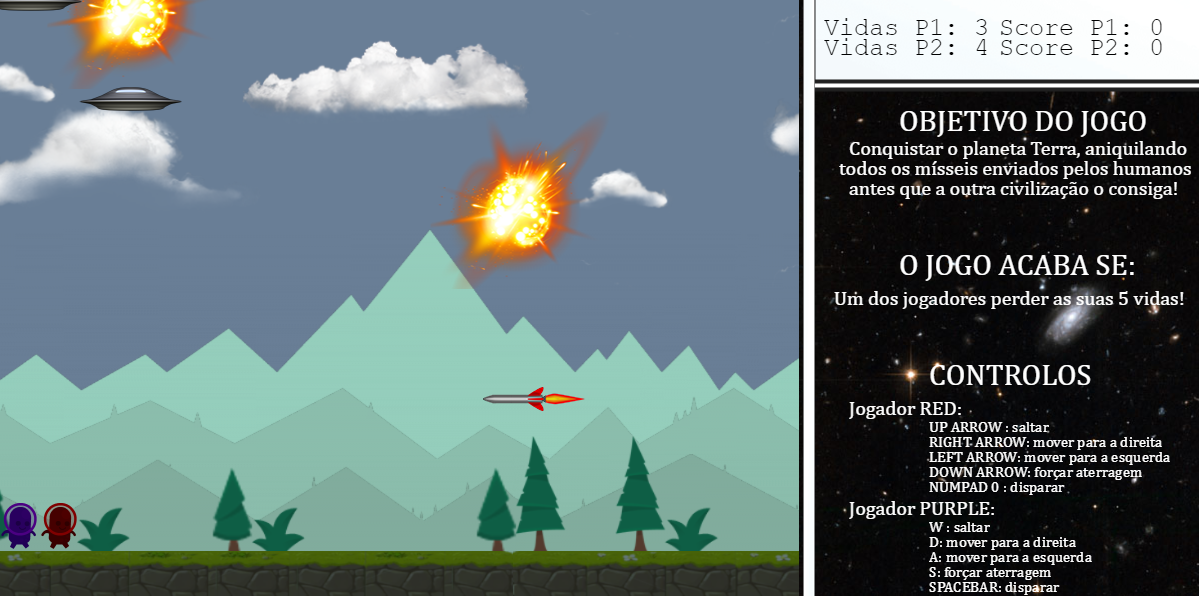 Vidas P1: 3 Score P1: 0
Vidas P2: 4 Score P2: 0
OBJETIVO DO JOGO
Conquistar o planeta Terra, aniquilando
todos os mísseis enviados pelos humanos
antes que a outra civilização o consiga!
O JOGO ACABA SE:
Um dos jogadores perder as suas 5 vidas!
CONTROLOS
Jogador RED:
UP ARROW : saltar
RIGHT ARROW: mover para a direita
LEFT ARROW: mover para a esquerda
DOWN ARROW: forçar aterragem
NUMPAD 0 : disparar
Jogador PURPLE:
W : saltar
D: mover para a direita
A: mover para a esquerda
S: forçar aterragem
SPACEBAR: disparar